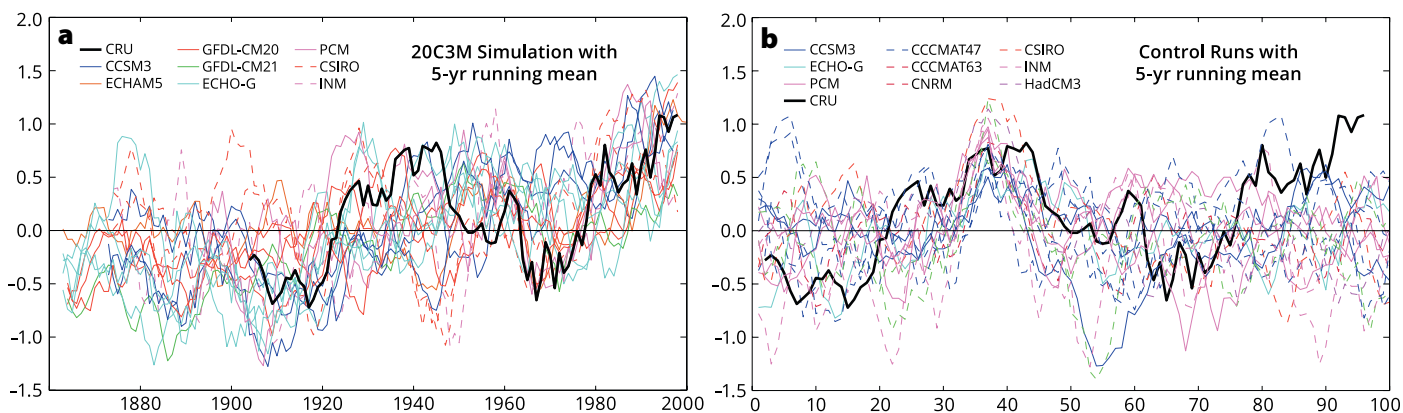 a
CRU
CCSM3
ECHAM5
GFDL-CM20
GFDL-CM21
ECHO-G
PCM
CSIRO
INM
20C3M Simulation with
5-yr running mean
2.0
1.5
1.0
0.5
0.0
−0.5
−1.0
−1.5
1880 1900 1920 1940 1960 1980 2000
b
CCSM3
ECHO-G
PCM
CRU
CCCMAT47
CCCMAT63
CNRM
CSIRO
INM
HadCM3
Control Runs with
5-yr running mean
2.0
1.5
1.0
0.5
0.0
−0.5
−1.0
−1.5
0 10 20 30 40 50 60 70 80 90 100